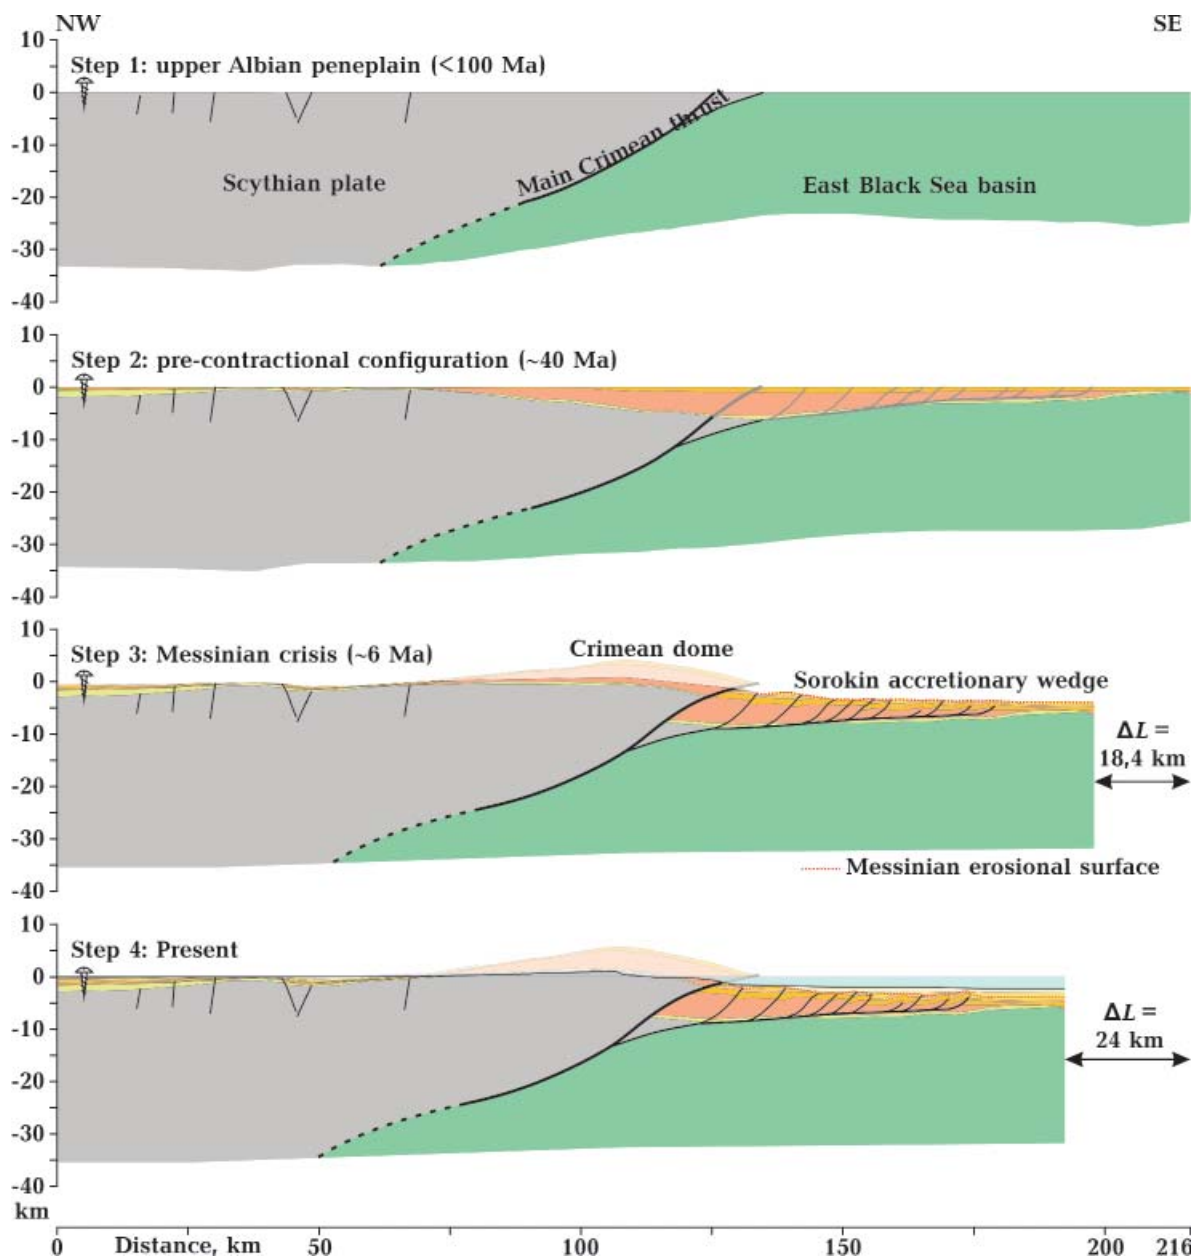 NW
SE
10
Step 1: upper Albian peneplain (<100 Ma)
0
-10
Main Crimean thrust
Scythian plate
East Black Sea basin
-20
-30
-40
10
Step 2: pre-contractional configuration (~40 Ma)
0
-10
-20
-30
-40
10
Step 3: Messinian crisis (~6 Ma)
Crimean dome
0
Sorokin accretionary wedge
-10
ΔL =
18,4 km
-20
-30
Messinian erosional surface
-40
10
Step 4: Present
0
-10
ΔL =
24 km
-20
-30
-40
km
0
Distance, km
50
100
150
200
216